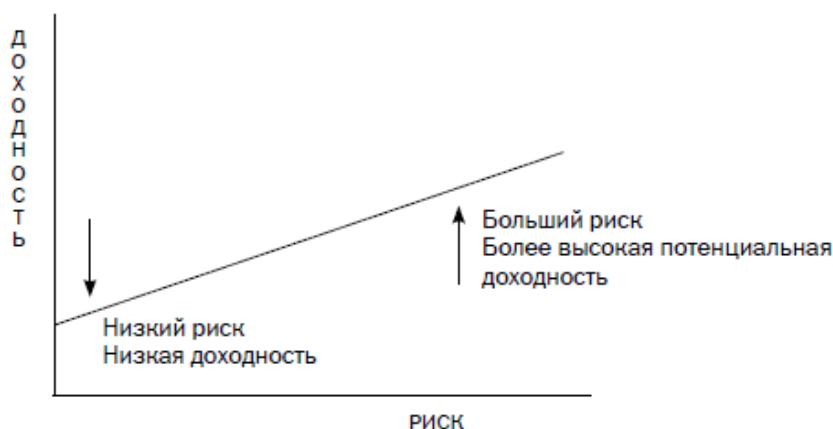 ДОХОДНОСТЬ
Больший риск
Более высокая потенциальная
доходность
Низкий риск
Низкая доходность
РИСК